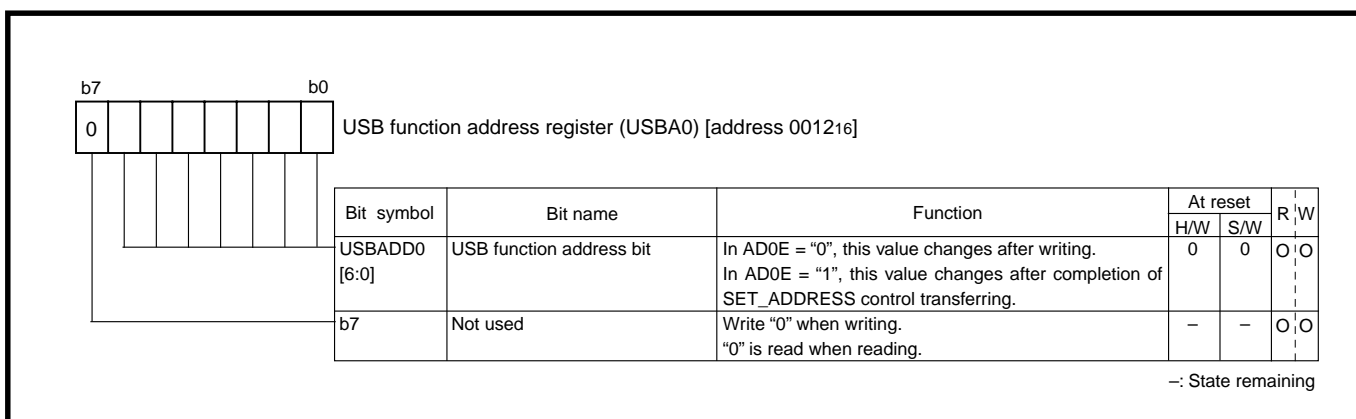 b7 b0
0
USB function address register (USBA0) [address 001216]
Bit symbol Bit name Function At reset R W
H/W S/W
USBADD0 USB function address bit In AD0E = “0”, this value changes after writing. 0 0 O O
[6:0] In AD0E = “1”, this value changes after completion of
SET_ADDRESS control transferring.
b7 Not used Write “0” when writing. – – O O
“0” is read when reading.
–: State remaining